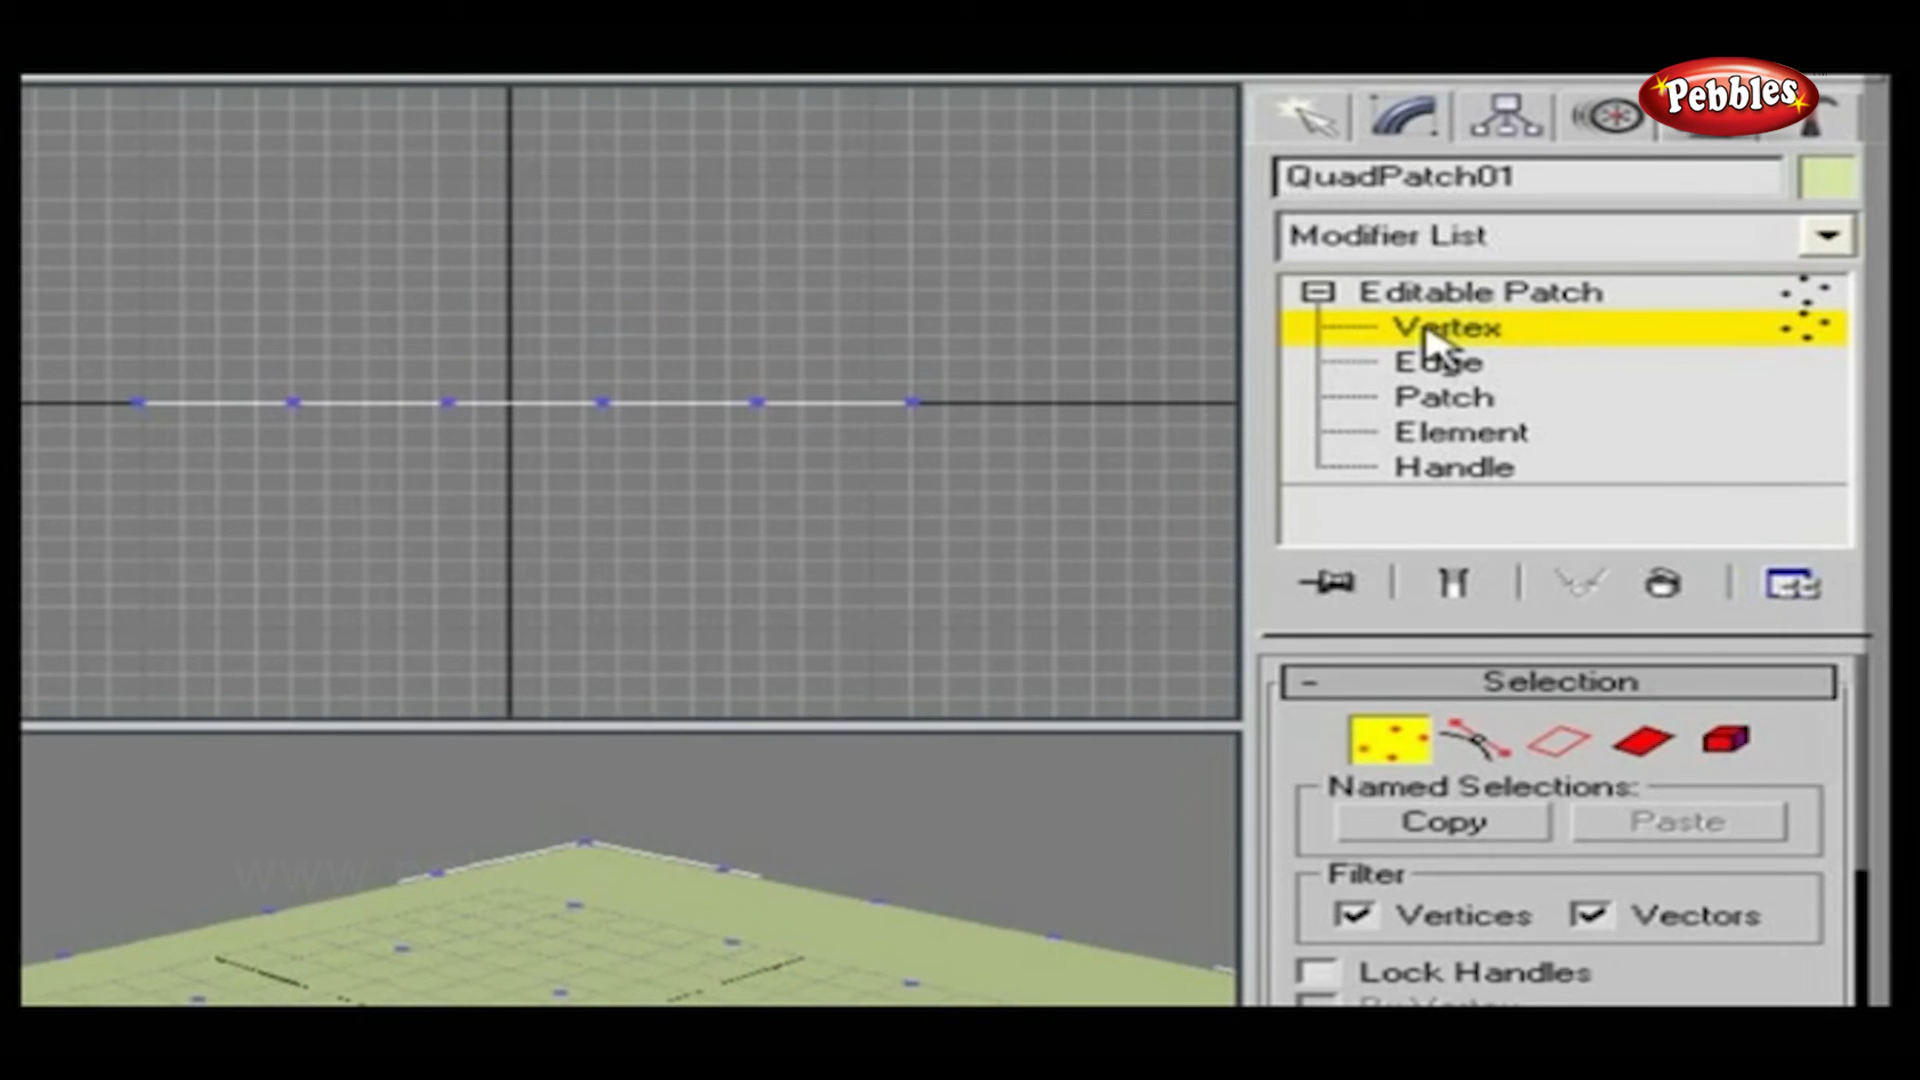 Pebbles
QuadPatch01
Modifier List
Editable Patch
Vertex
Edge
Patch
Element
Handle
Selection
Named Selections:
Copy
Paste
Filter
Vertices
Vectors
Lock Handles
www.